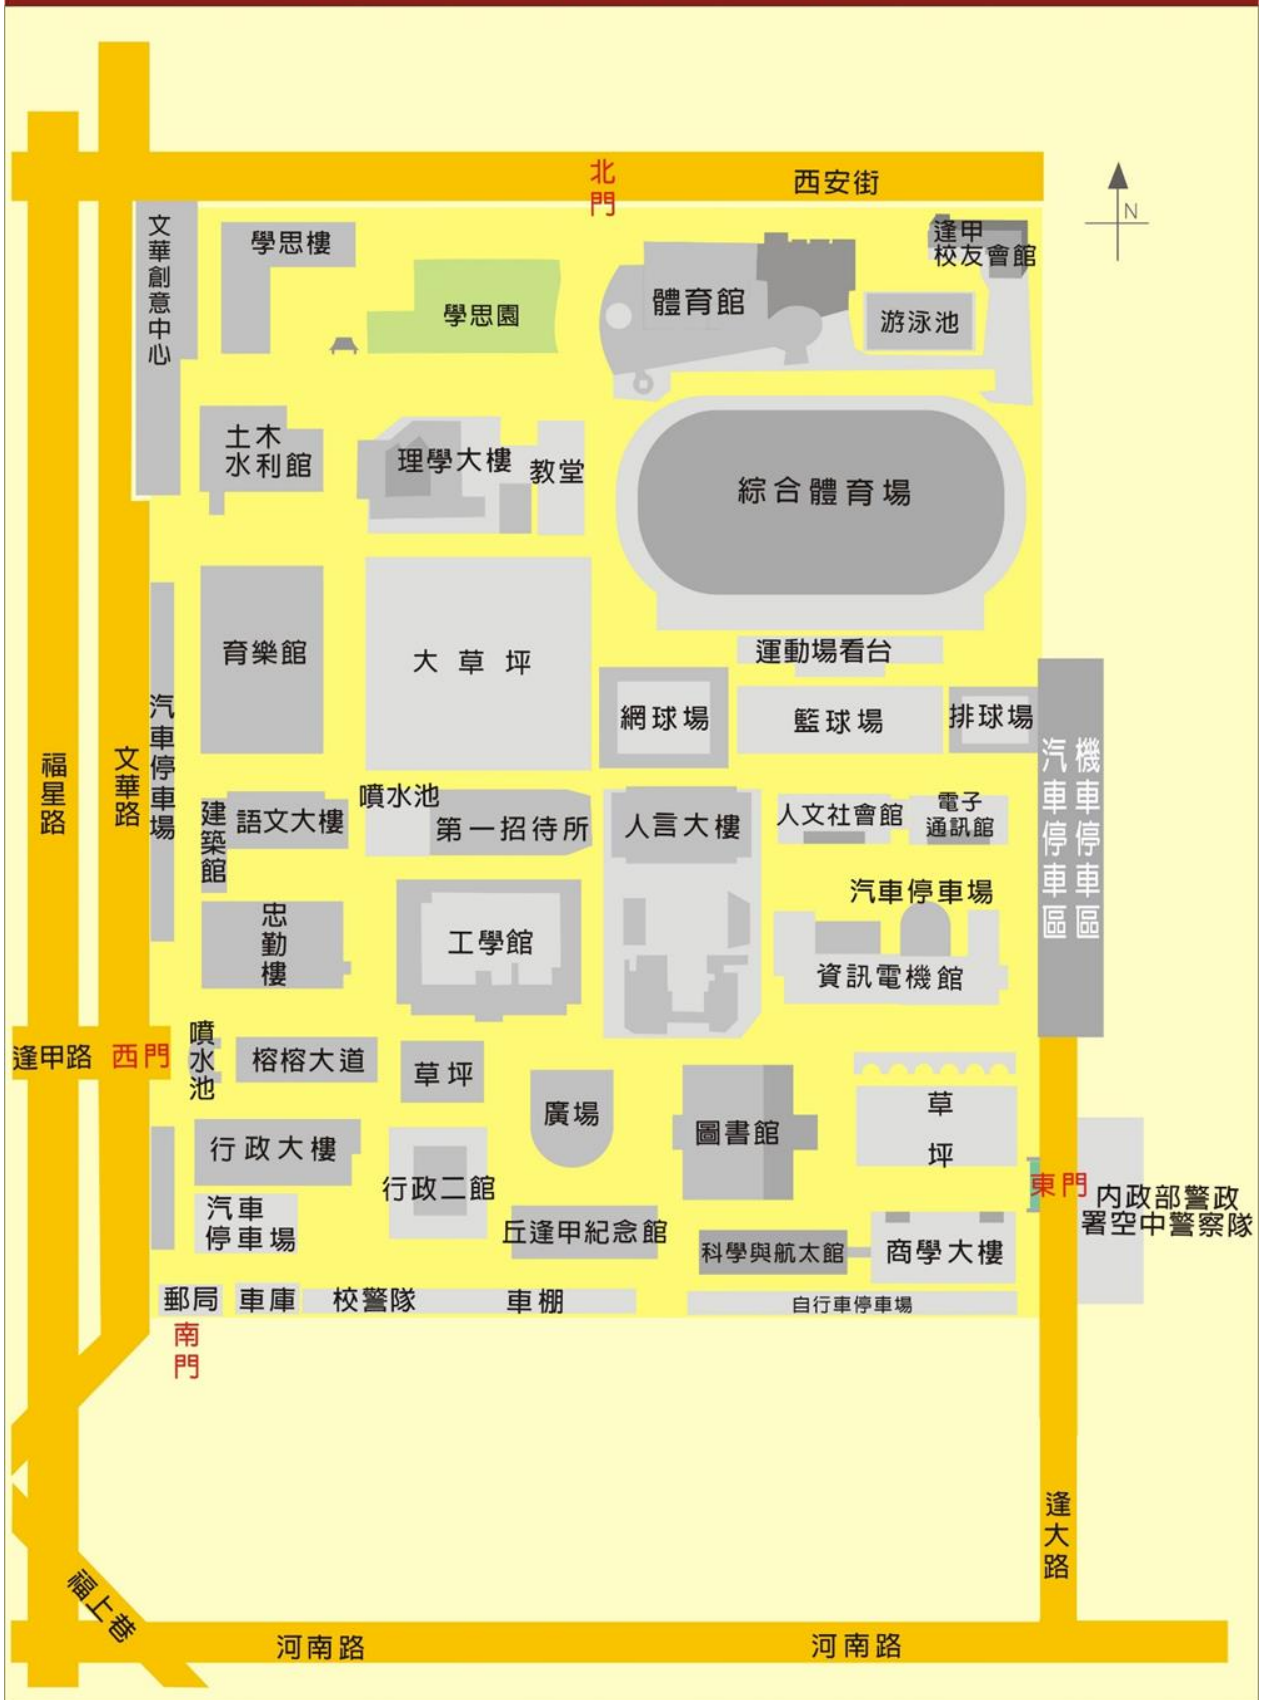 北
門
西安街
N
文
華
創
意
中
心
學思樓
學思園
體育館
逢甲
校友會館
游泳池
土木
水利館
理學大樓
教堂
綜合體育場
育樂館
大草坪
運動場看台
網球場
籃球場
排球場
福
星
路
文
華
路
汽
車
停
車
場
汽
車
停
車
區
機
車
停
車
區
建
築
館
語文大樓
噴水池
第一招待所
人言大樓
人文社會館
電子
通訊館
忠
勤
樓
工學館
汽車停車場
資訊電機館
逢甲路
西門
噴
水
池
榕榕大道
草坪
廣場
圖書館
草
坪
行政大樓
行政二館
東門
內政部警政
署空中警察隊
汽車
停車場
丘逢甲紀念館
科學與航太館
商學大樓
郵局
車庫
校警隊
車棚
自行車停車場
南
門
逢
大
路
福上巷
河南路
河南路